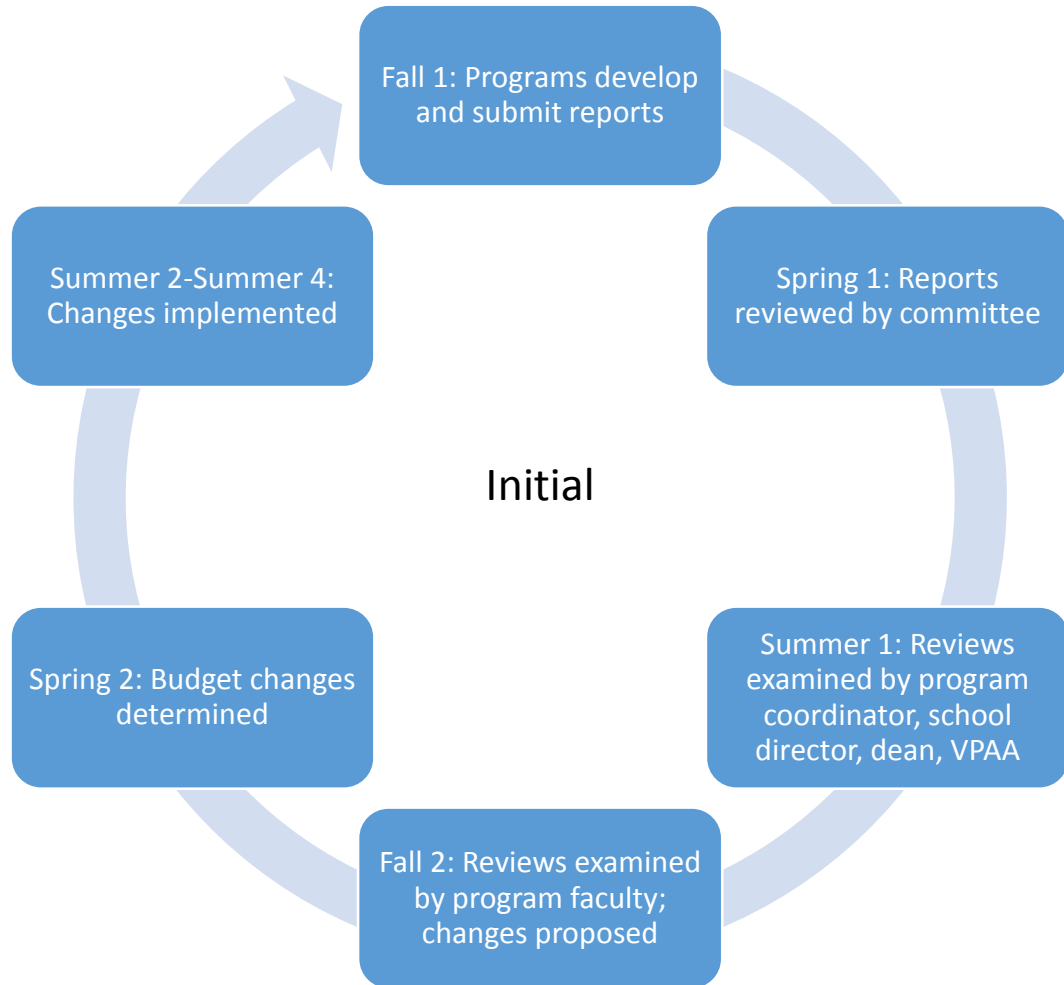 Fall 1: Programs develop
and submit reports
Spring 1: Reports
reviewed by committee
Summer 1: Reviews
examined by program
coordinator, school
director, dean, VPAA
Fall 2: Reviews examined
by program faculty;
changes proposed
Spring 2: Budget changes
determined
Summer 2-Summer 4:
Changes implemented
Initial